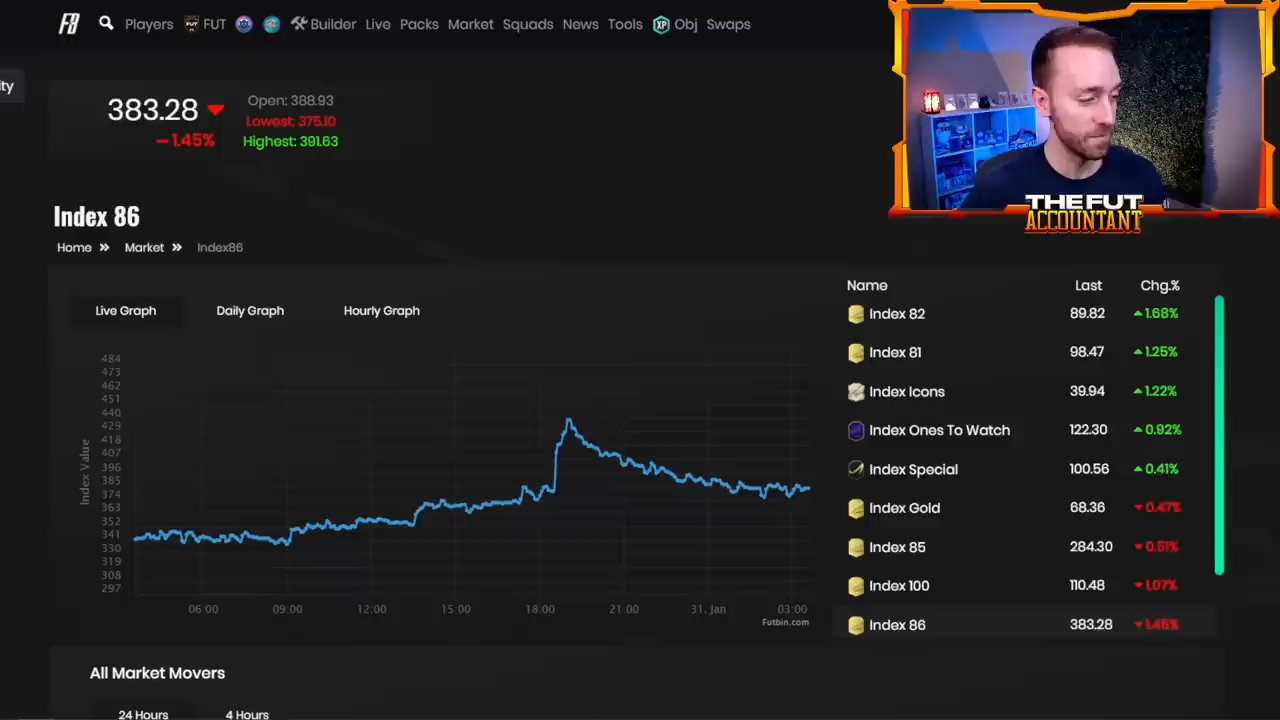 F8 Players FUT Builder Live Packs Market Squads News Tools XP Obj Swaps
ity
383.28
−1.45%
Open: 388.93
Lowest: 375.10
Highest: 391.63
THE FUT
ACCOUNTANT
Index 86
Home » Market » Index86
Live Graph Daily Graph Hourly Graph
484
473
462
451
440
429
418
407
396
385
374
363
352
341
330
319
308
297
Index Value
06:00 09:00 12:00 15:00 18:00 21:00 31. Jan 03:00
Futbin.com
Name Last Chg.%
Index 82 89.82 1.68%
Index 81 98.47 1.25%
Index Icons 39.94 1.22%
Index Ones To Watch 122.30 0.92%
Index Special 100.56 0.41%
Index Gold 68.36 0.47%
Index 85 284.30 0.51%
Index 100 110.48 1.07%
Index 86 383.28 1.45%
All Market Movers
24 Hours 4 Hours